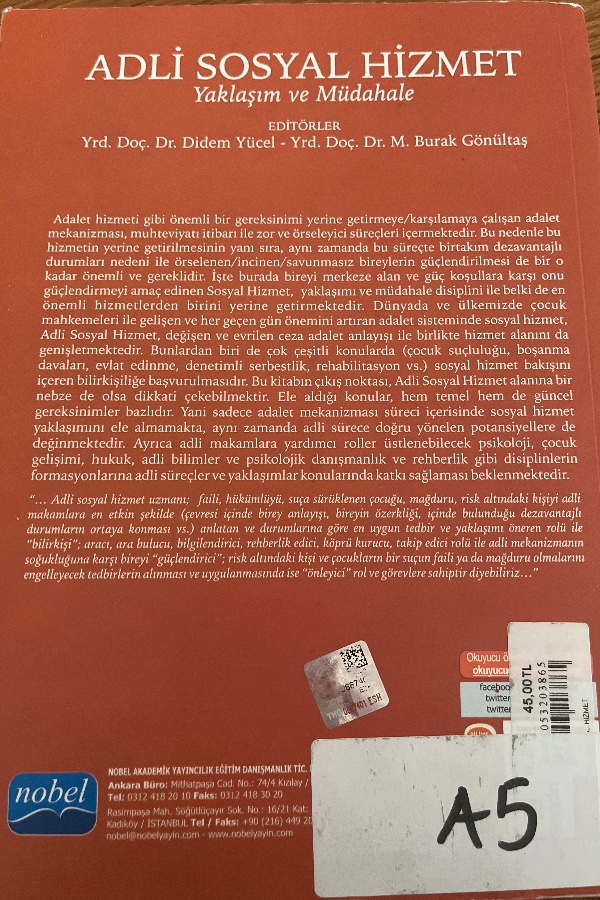 ADLİ SOSYAL HİZMET
Yaklaşım ve Müdahale
EDİTÖRLER
Yrd. Doç. Dr. Didem Yücel - Yrd. Doç. Dr. M. Burak Gönültaş
Adalet hizmeti gibi önemli bir gereksinimi yerine getirmeye/karşılamaya çalışan adalet
mekanizması, muhteviyatı itibarı ile zor ve örseleyici süreçleri içermektedir. Bu nedenle bu
hizmetin yerine getirilmesinin yanı sıra, aynı zamanda bu süreçte birtakım dezavantajlı
durumları nedeni ile örselenen/incinen/savunmasız bireylerin güçlendirilmesi de bir o
kadar önemli ve gereklidir. İşte burada bireyi merkeze alan ve güç koşullara karşı onu
güçlendirmeyi amaç edinen Sosyal Hizmet, yaklaşımı ve müdahale disiplini ile belki de en
önemli hizmetlerden birini yerine getirmektedir. Dünyada ve ülkemizde çocuk
mahkemeleri ile gelişen ve her geçen gün önemini artıran adalet sisteminde sosyal hizmet,
Adli Sosyal Hizmet, değişen ve evrilen ceza adalet anlayışı ile birlikte hizmet alanını da
genişletmektedir. Bunlardan biri de çok çeşitli konularda (çocuk suçluluğu, boşanma
davaları, evlat edinme, denetimli serbestlik, rehabilitasyon vs.) sosyal hizmet bakışını
içeren bilirkişiliğe başvurulmasıdır. Bu kitabın çıkış noktası, Adli Sosyal Hizmet alanına bir
nebze de olsa dikkati çekebilmektir. Ele aldığı konular, hem temel hem de güncel
gereksinimler bazlıdır. Yani sadece adalet mekanizması süreci içerisinde sosyal hizmet
yaklaşımını ele almamakta, aynı zamanda adli sürece doğru yönelen potansiyellere de
değinmektedir. Ayrıca adli makamlara yardımcı roller üstlenebilecek psikoloji, çocuk
gelişimi, hukuk, adli bilimler ve psikolojik danışmanlık ve rehberlik gibi disiplinlerin
formasyonlarına adli süreçler ve yaklaşımlar konularında katkı sağlaması beklenmektedir.
"... Adli sosyal hizmet uzmanı; faili, hükümlüyü, suça sürüklenen çocuğu, mağduru, risk altındaki kişiyi adli
makamlara en etkin şekilde (çevresi içinde birey anlayışı, bireyin özerkliği, içinde bulunduğu dezavantajlı
durumların ortaya konması vs.) anlatan ve durumlarına göre en uygun tedbir ve yaklaşımı öneren rolü ile
"bilirkişi"; aracı, ara bulucu, bilgilendirici, rehberlik edici, köprü kurucu, takip edici rolü ile adli mekanizmanın
soğukluğuna karşı bireyi "güçlendirici"; risk altındaki kişi ve çocukların bir suçun faili ya da mağduru olmalarını
engelleyecek tedbirlerin alınması ve uygulanmasında ise "önleyici" rol ve görevlere sahiptir diyebiliriz..."
Okuyucu
facebo
twitter
twitter
45,00TL
053203865
HİZMET
nobel
NOBEL AKADEMİK YAYINCILIK EĞİTİM DANIŞMANLIK TİC.
Ankara Büro: Mithatpaşa Cad. No.: 74/4 Kızılay /
Tel: 0312 418 20 10 Faks: 0312 418 30 20
Rasimpaşa Mah. Söğütlüçayır Sok. No.: 16/21 Kat:
Kadıköy / İSTANBUL Tel / Faks: +90 (216) 449 20
nobel@nobelyayin.com - www.nobelyayin.com
A5